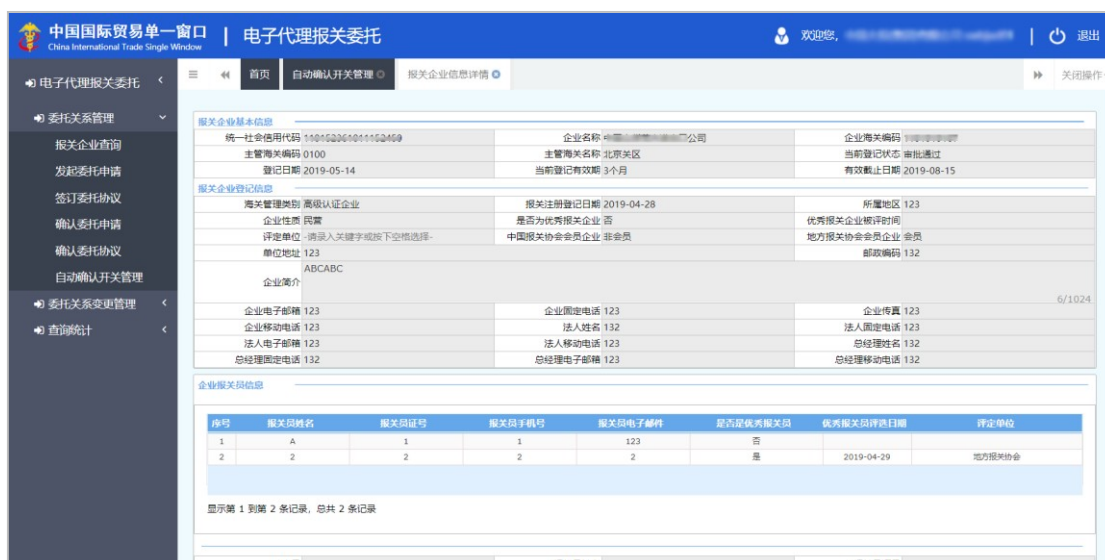 中国国际贸易单一窗口 | 电子代理报关委托 欢迎您, | 退出
China International Trade Single Window
电子代理报关委托 首页 自动确认开关管理 报关企业信息详情 关闭操作
委托关系管理
报关企业查询
发起委托申请
签订委托协议
确认委托申请
确认委托协议
自动确认开关管理
委托关系变更管理
查询统计
报关企业基本信息
统一社会信用代码 企业名称 公司 企业海关编码
主管海关编码 0100 主管海关名称 北京关区 当前登记状态 审批通过
登记日期 2019-05-14 当前登记有效期 3个月 有效截止日期 2019-08-15
报关企业登记信息
海关管理类别 高级认证企业 报关注册登记日期 2019-04-28 所属地区 123
企业性质 民营 是否为优秀报关企业 否 优秀报关企业被评时间
评定单位 -请录入关键字或按下空格选择- 中国报关协会会员企业 非会员 地方报关协会会员企业 会员
单位地址 123 邮政编码 132
企业简介 ABCABC
6/1024
企业电子邮箱 123 企业固定电话 123 企业传真 123
企业移动电话 123 法人姓名 132 法人固定电话 123
法人电子邮箱 123 法人移动电话 123 总经理姓名 132
总经理固定电话 132 总经理电子邮箱 123 总经理移动电话 132
企业报关员信息
序号 报关员姓名 报关员证号 报关员手机号 报关员电子邮件 是否是优秀报关员 优秀报关员评选日期 评定单位
1 A 1 1 123 否
2 2 2 2 2 是 2019-04-29 地方报关协会
显示第 1 到第 2 条记录，总共 2 条记录